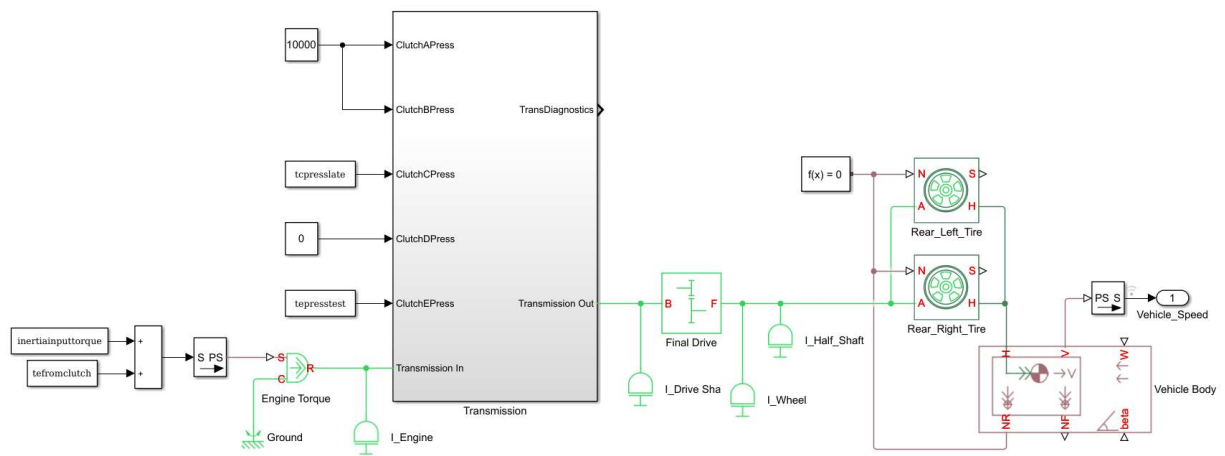 10000
ClutchAPress
ClutchBPress
TransDiagnostics
tcpresslate
ClutchCPress
0
ClutchDPress
tepresstest
ClutchEPress
Transmission Out
Transmission In
Transmission
inertiainputtorque
tefromclutch
+
+
S PS
S
C
R
Engine Torque
Ground
I_Engine
B
F
Final Drive
I_Drive Sha
I_Wheel
I_Half_Shaft
f(x) = 0
N
S
A
H
Rear_Left_Tire
N
S
A
H
Rear_Right_Tire
PS S
1
Vehicle_Speed
H
V
W
V
NR
NF
beta
Vehicle Body